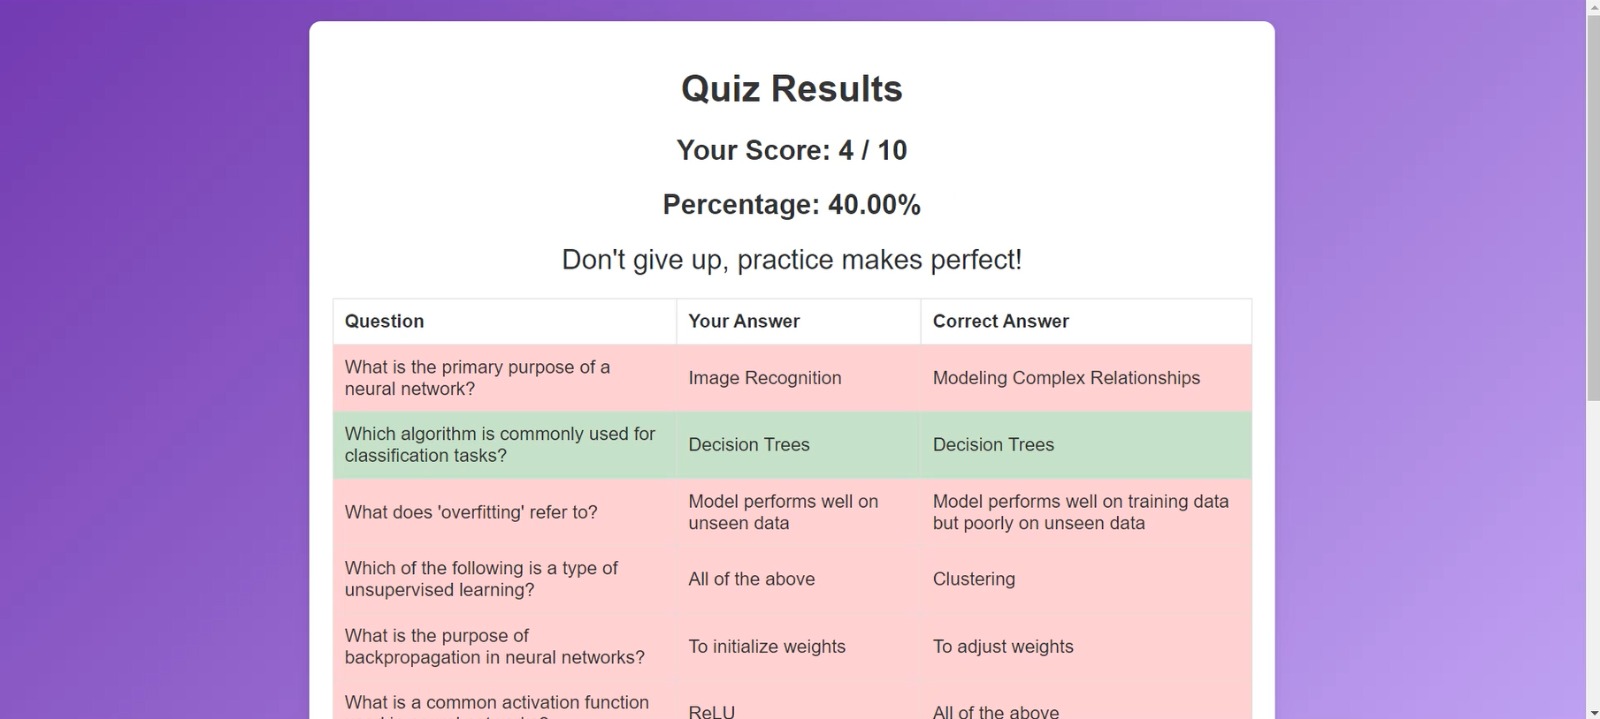 Quiz Results
Your Score: 4 / 10
Percentage: 40.00%
Don't give up, practice makes perfect!
Question Your Answer Correct Answer
What is the primary purpose of a
neural network?
Image Recognition
Modeling Complex Relationships
Which algorithm is commonly used for
classification tasks?
Decision Trees
Decision Trees
What does 'overfitting' refer to?
Model performs well on
unseen data
Model performs well on training data
but poorly on unseen data
Which of the following is a type of
unsupervised learning?
All of the above
Clustering
What is the purpose of
backpropagation in neural networks?
To initialize weights
To adjust weights
What is a common activation function
ReLU
All of the above